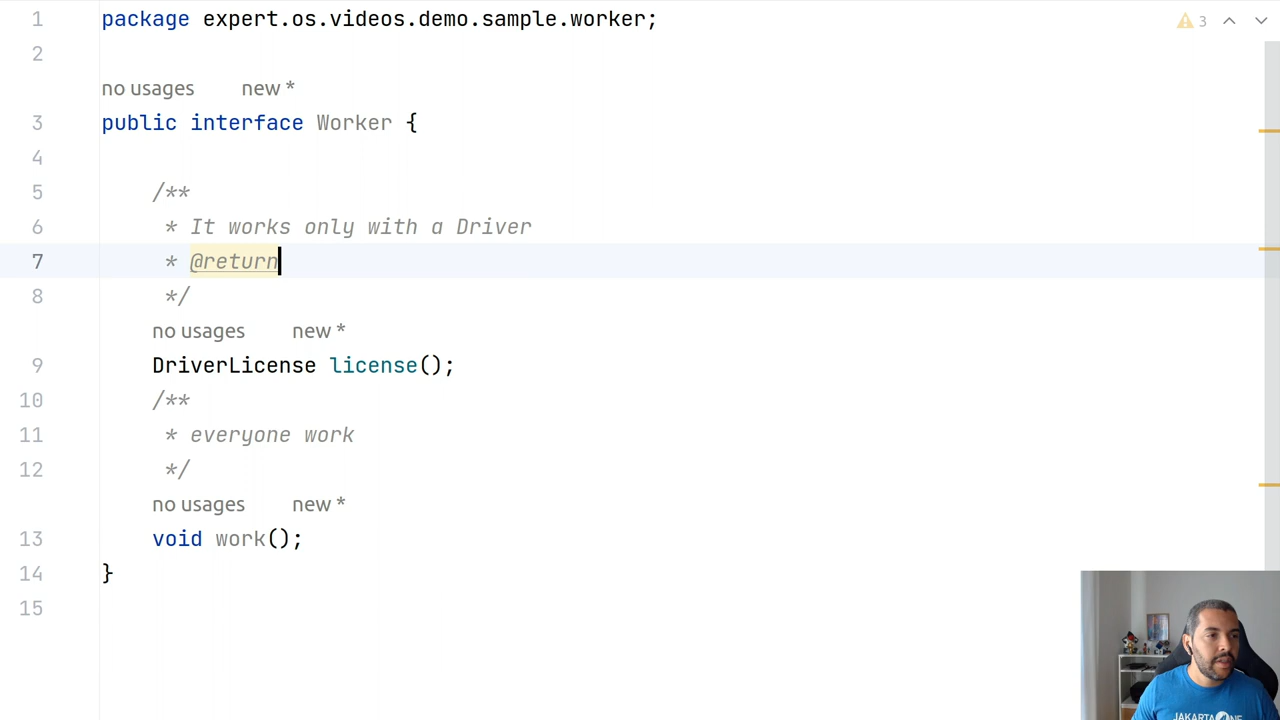 1 package expert.os.videos.demo.sample.worker;
3
2
no usages new *
3 public interface Worker {
4
5 /**
6 * It works only with a Driver
7 * @return
8 */
no usages new *
9 DriverLicense license();
10 /**
11 * everyone work
12 */
no usages new *
13 void work();
14 }
15
JAKARTA ONE